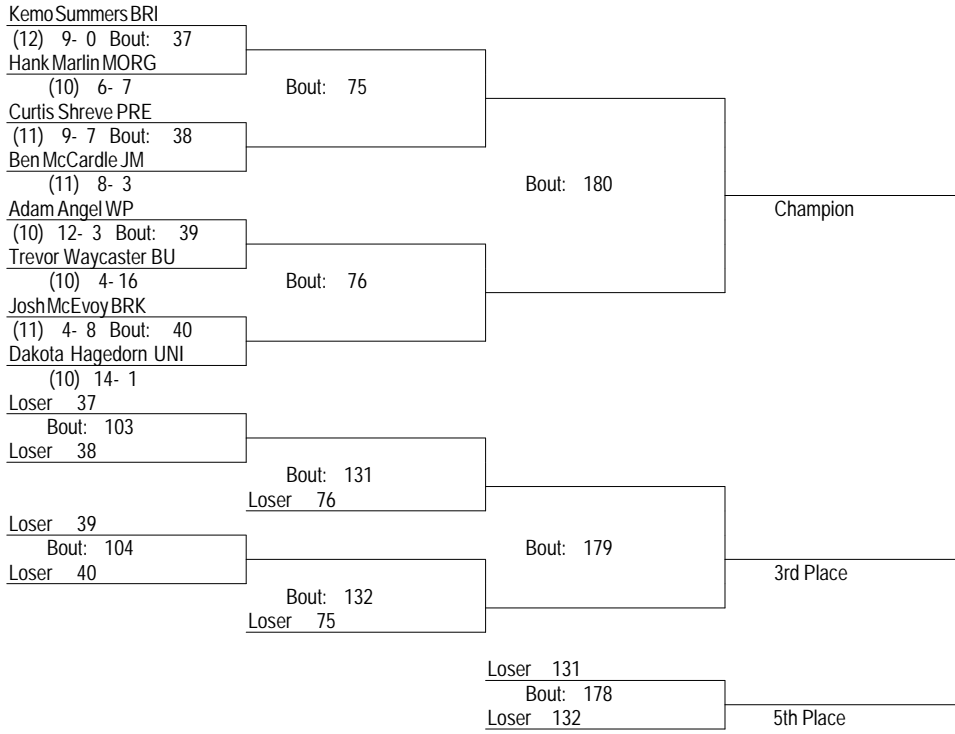 Kemo Summers BRI
(12) 9- 0 Bout: 37
Hank Marlin MORG
(10) 6- 7
Bout: 75
Curtis Shreve PRE
(11) 9- 7 Bout: 38
Ben McCardle JM
(11) 8- 3
Bout: 180
Adam Angel WP
Champion
(10) 12- 3 Bout: 39
Trevor Waycaster BU
(10) 4- 16
Bout: 76
Josh McEvoy BRK
(11) 4- 8 Bout: 40
Dakota Hagedorn UNI
(10) 14- 1
Loser 37
Bout: 103
Loser 38
Bout: 131
Loser 76
Loser 39
Bout: 104
Bout: 179
Loser 40
3rd Place
Bout: 132
Loser 75
Loser 131
Bout: 178
Loser 132
5th Place